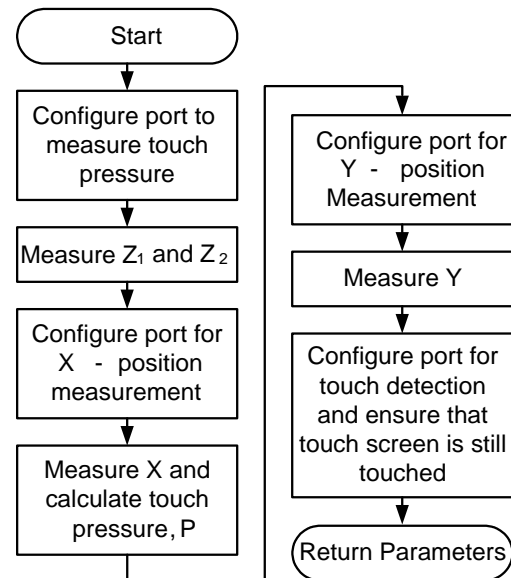 Start
Configure port to
measure touch
pressure
Measure Z₁ and Z₂
Configure port for
X - position
measurement
Measure X and
calculate touch
pressure, P
Configure port for
Y - position
Measurement
Measure Y
Configure port for
touch detection
and ensure that
touch screen is still
touched
Return Parameters